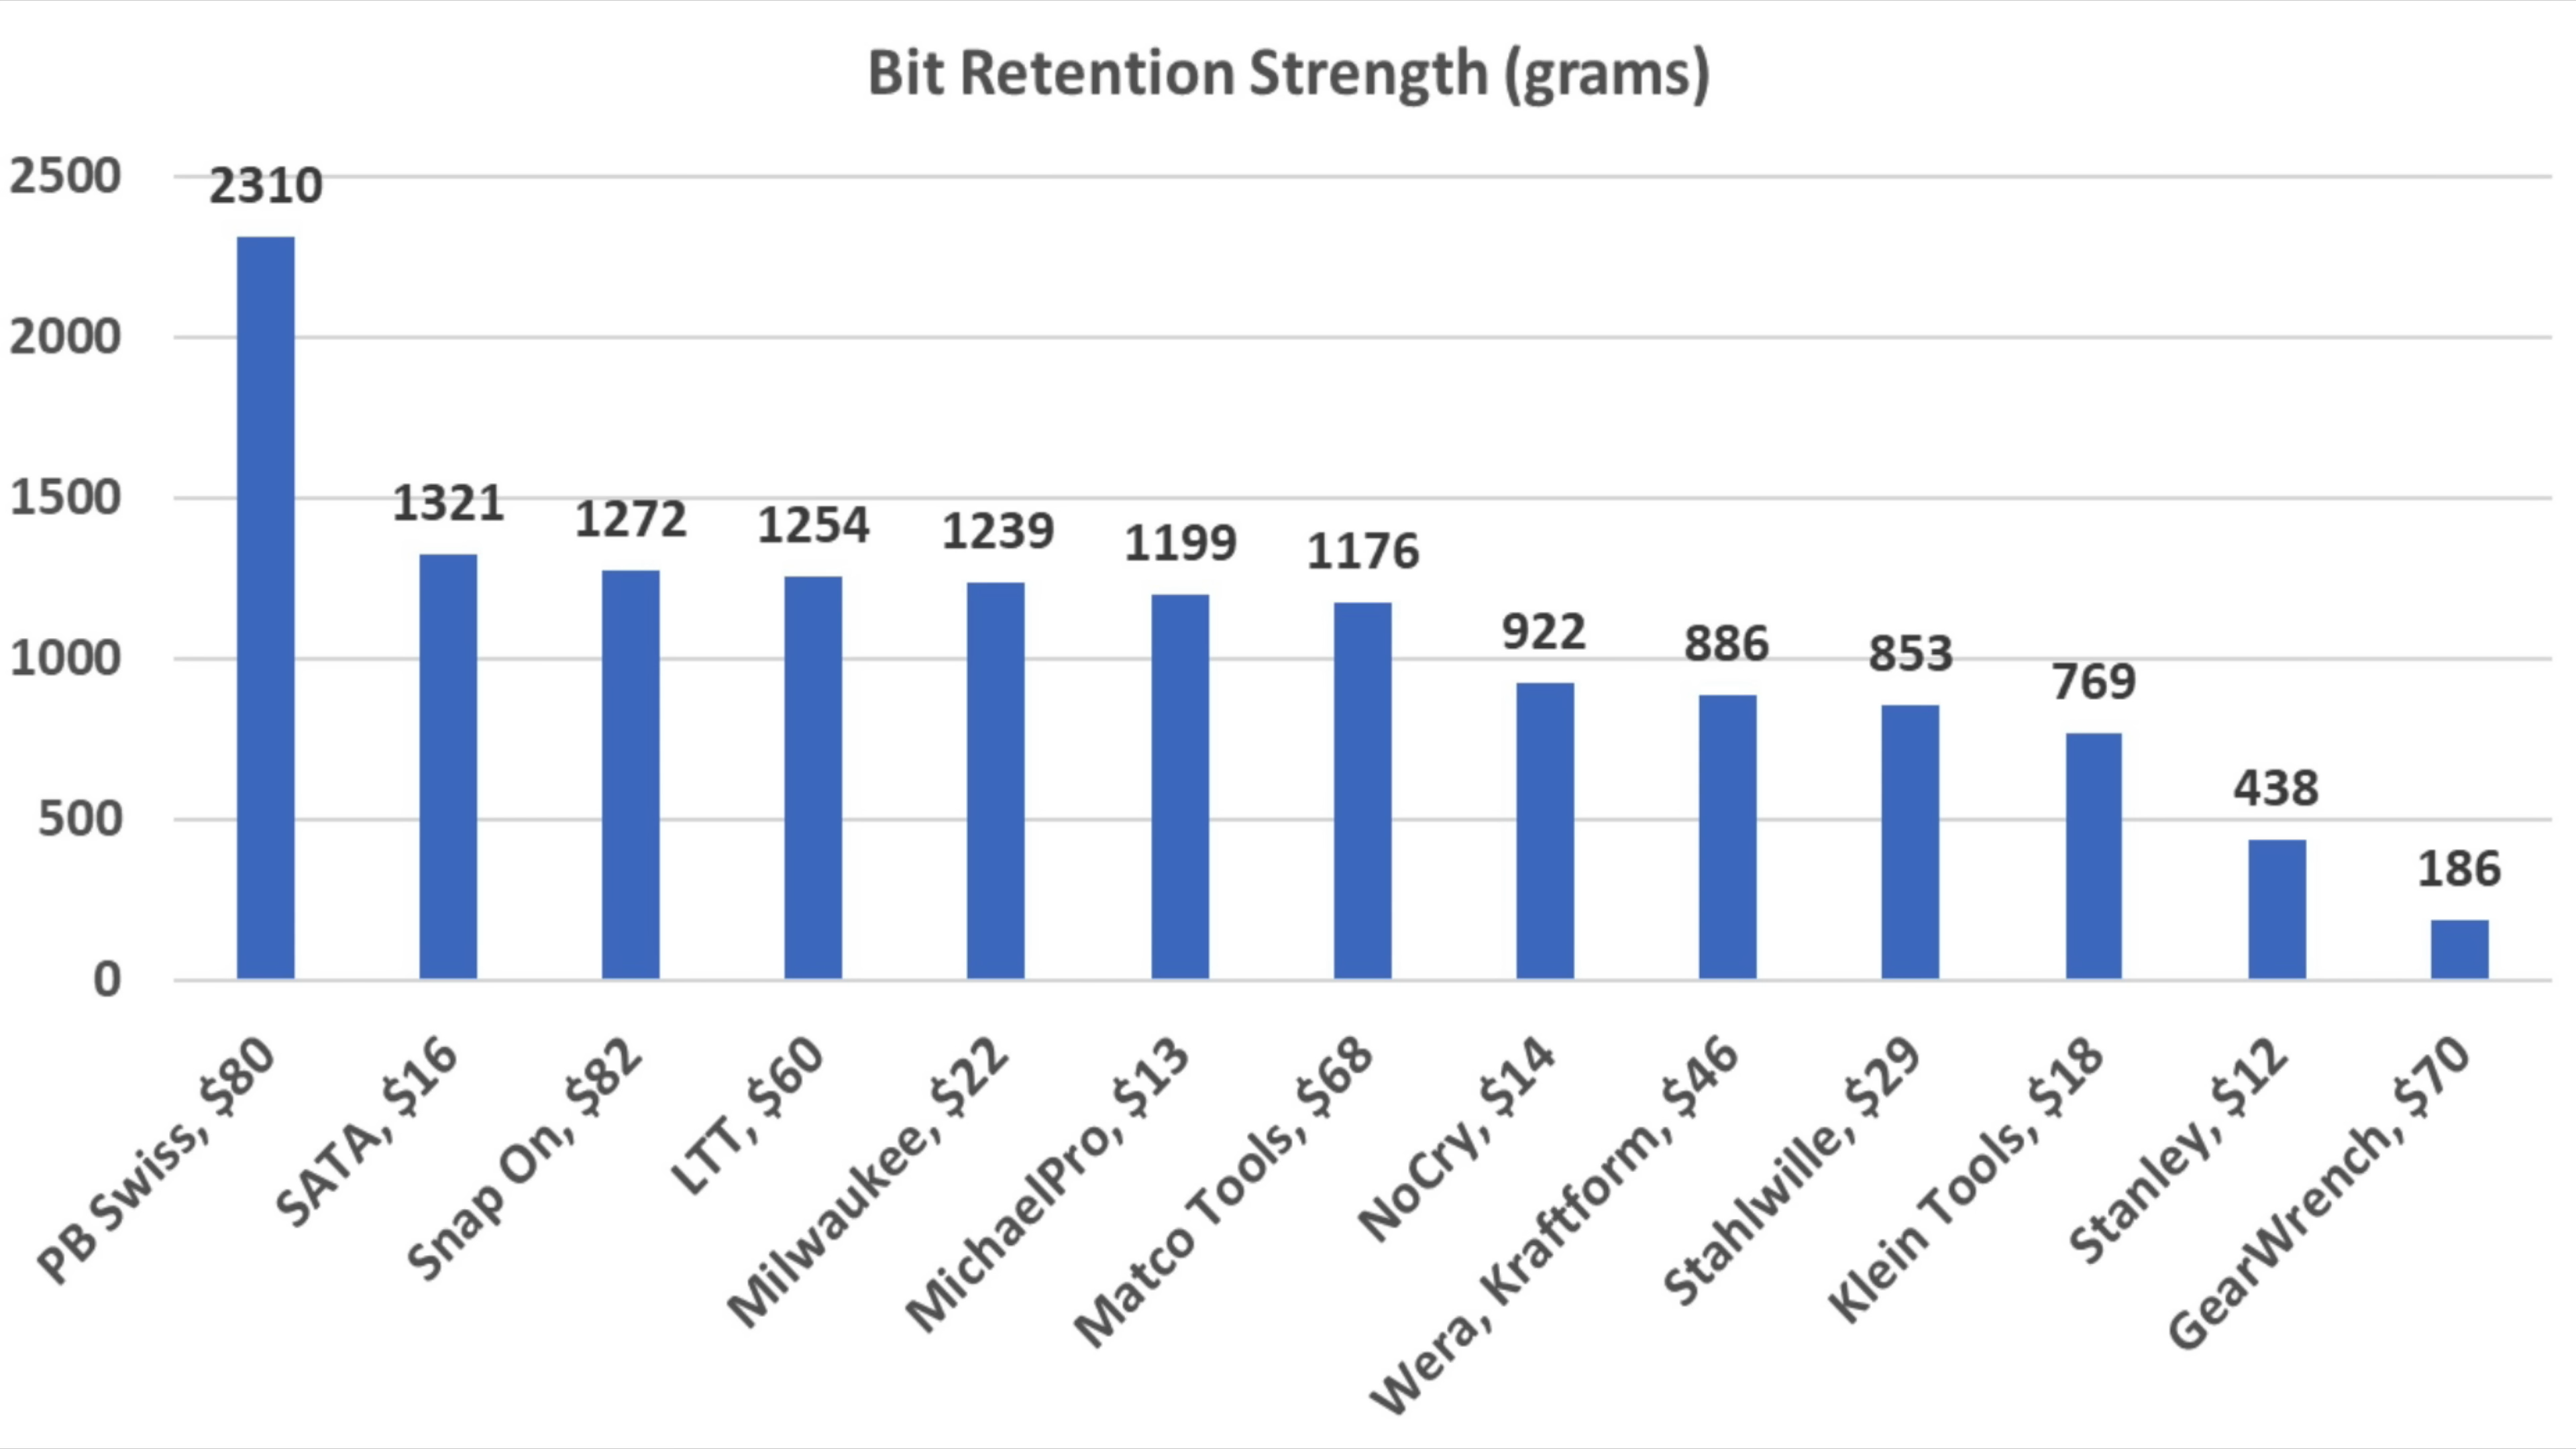 Bit Retention Strength (grams)
2500
2000
1500
1000
500
0
2310
1321
1272
1254
1239
1199
1176
922
886
853
769
438
186
PB Swiss, $80
SATA, $16
Snap On, $82
LTT, $60
Milwaukee, $22
MichaelPro, $13
Matco Tools, $68
NoCry, $14
Wera, Kraftform, $46
Stahlwille, $29
Klein Tools, $18
Stanley, $12
GearWrench, $70